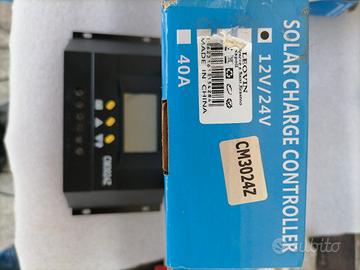 SOLAR CHARGE CONTROLLER
12V/24V
40A
CM3024Z
LEOVIN
MADE IN CHINA
CM3024Z
subito